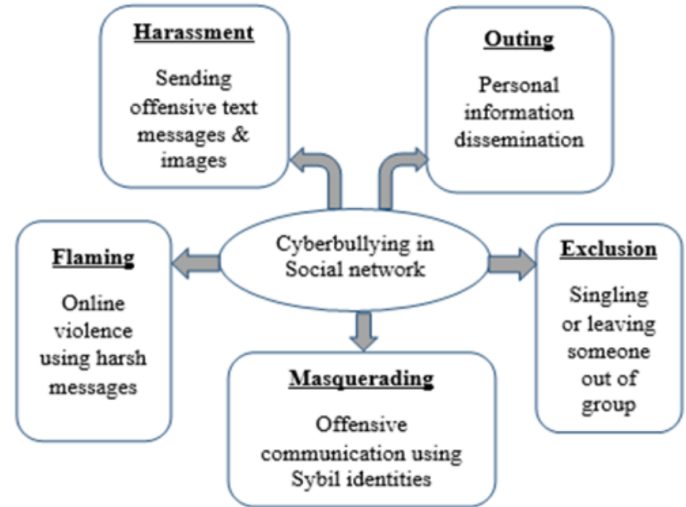 Harassment
Sending
offensive text
messages &
images
Outing
Personal
information
dissemination
Cyberbullying in
Social network
Flaming
Online
violence
using harsh
messages
Exclusion
Singling
or leaving
someone
out of
group
Masquerading
Offensive
communication using
Sybil identities